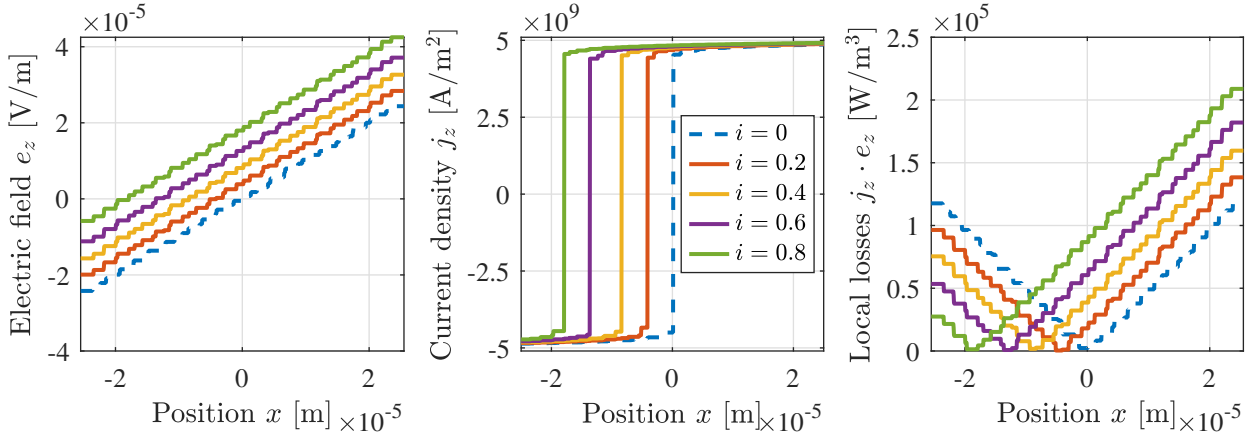 ×10⁻⁵
Electric field e_z [V/m]
4
2
0
-2
-4
-2
0
2
Position x [m]
×10⁻⁵
×10⁹
Current density j_z [A/m²]
5
2.5
0
-2.5
-5
-2
0
2
Position x [m]
×10⁻⁵
i = 0
i = 0.2
i = 0.4
i = 0.6
i = 0.8
×10⁵
Local losses j_z · e_z [W/m³]
2.5
2
1.5
1
0.5
0
-2
0
2
Position x [m]
×10⁻⁵